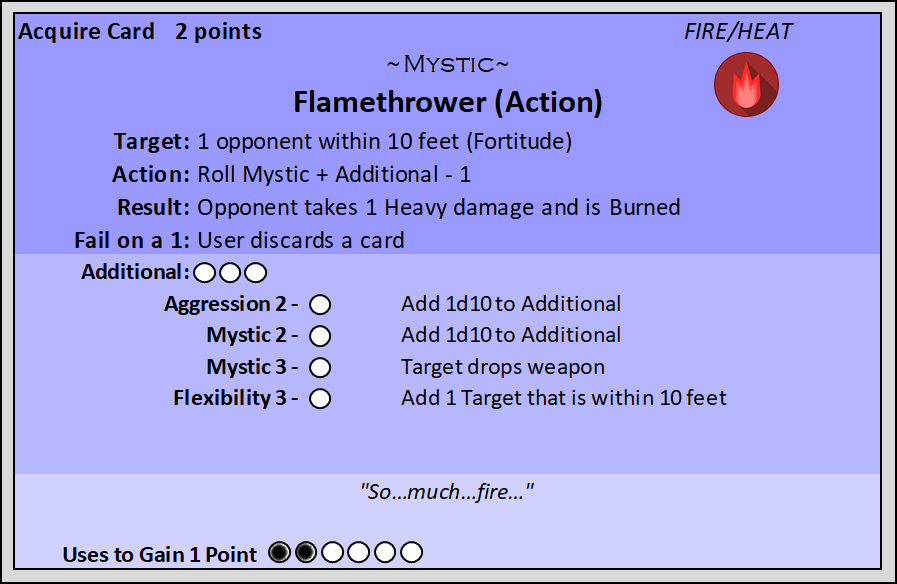 Acquire Card 2 points FIRE/HEAT
~Mystic~
Flamethrower (Action)
Target: 1 opponent within 10 feet (Fortitude)
Action: Roll Mystic + Additional - 1
Result: Opponent takes 1 Heavy damage and is Burned
Fail on a 1: User discards a card
Additional:
Aggression 2 - Add 1d10 to Additional
Mystic 2 - Add 1d10 to Additional
Mystic 3 - Target drops weapon
Flexibility 3 - Add 1 Target that is within 10 feet
"So...much...fire..."
Uses to Gain 1 Point